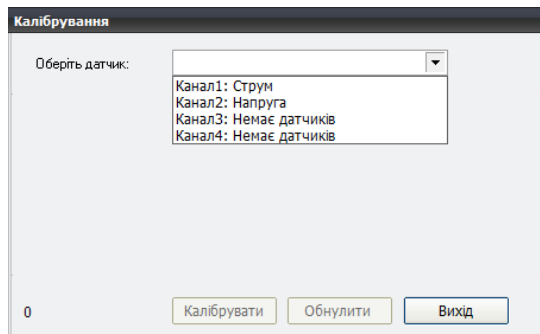 Калібрування
Оберіть датчик:
Канал1: Струм
Канал2: Напруга
Канал3: Немає датчиків
Канал4: Немає датчиків
0 Калібрувати Обнулити Вихід